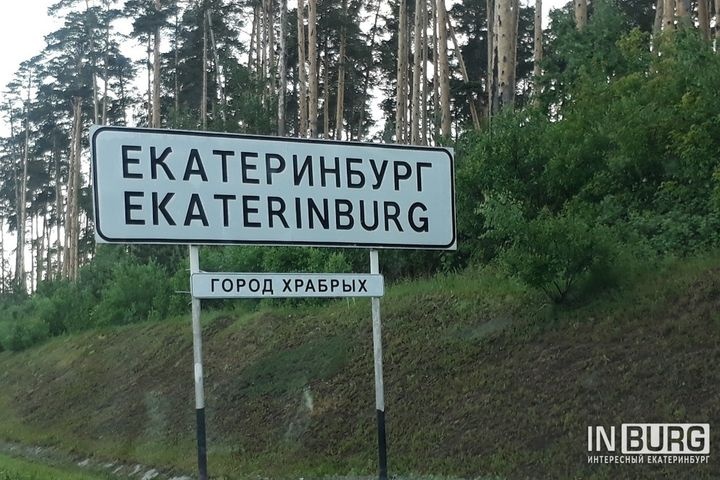 ЕКАТЕРИНБУРГ
EKATERINBURG
ГОРОД ХРАБРЫХ
INBURG
ИНТЕРЕСНЫЙ ЕКАТЕРИНБУРГ